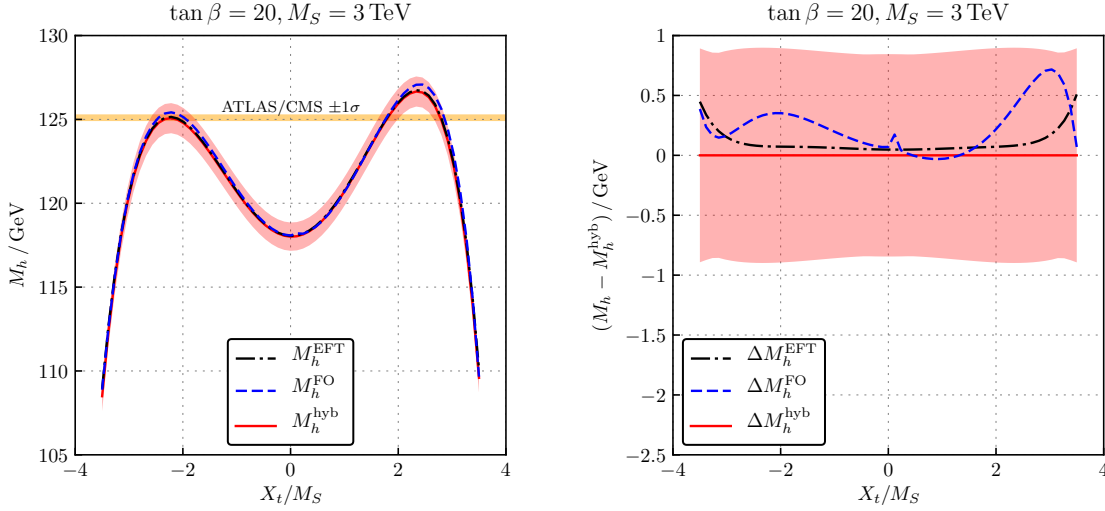 tan β = 20, M_S = 3 TeV
130
125
120
115
110
105
M_h / GeV
ATLAS/CMS ±1σ
M_h^EFT
M_h^FO
M_h^hyb
−4
−2
0
2
4
X_t/M_S
tan β = 20, M_S = 3 TeV
1
0.5
0
−0.5
−1
−1.5
−2
−2.5
(M_h − M_h^hyb) / GeV
ΔM_h^EFT
ΔM_h^FO
ΔM_h^hyb
−4
−2
0
2
4
X_t/M_S